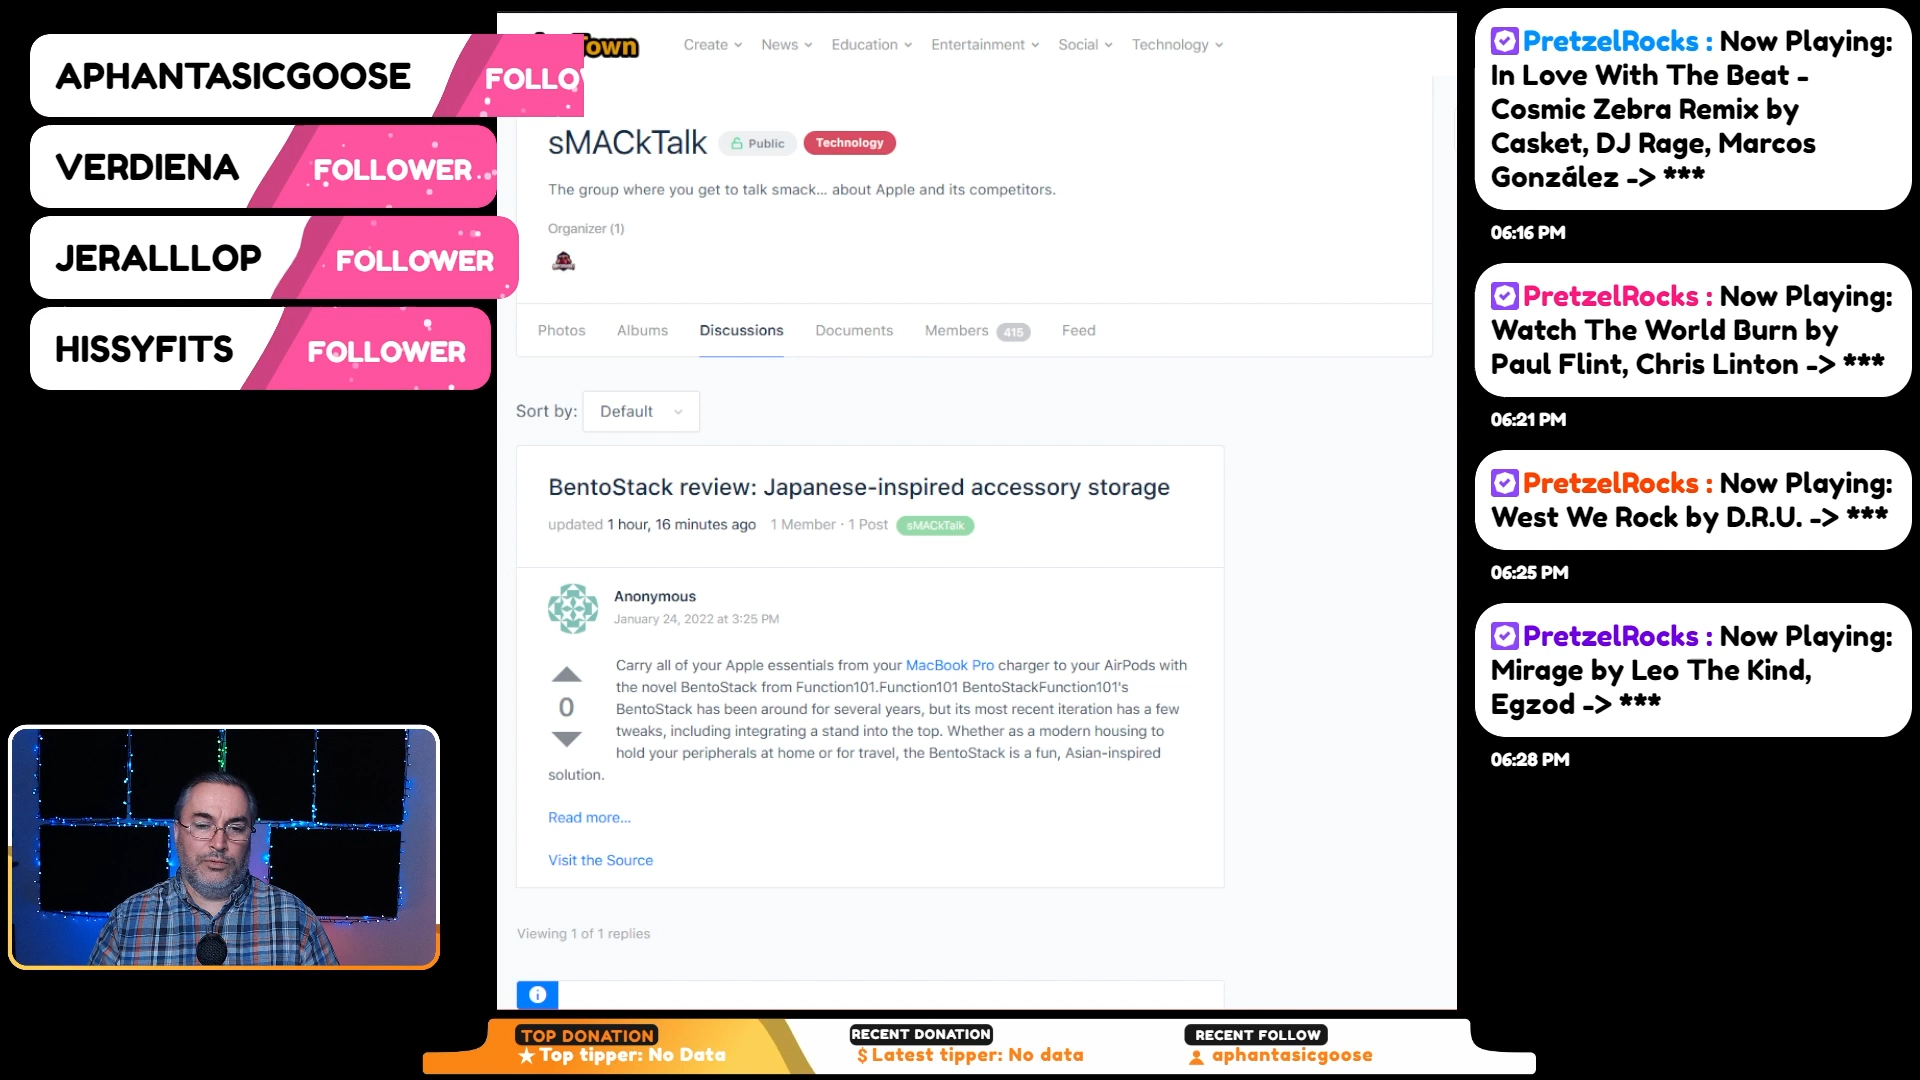 APHANTASICGOOSE
FOLLO
VERDIENA
FOLLOWER
JERALLLOP
FOLLOWER
HISSYFITS
FOLLOWER
Town
Create
News
Education
Entertainment
Social
Technology
sMACkTalk
Public
Technology
The group where you get to talk smack... about Apple and its competitors.
Organizer (1)
Photos
Albums
Discussions
Documents
Members 415
Feed
Sort by: Default
BentoStack review: Japanese-inspired accessory storage
updated 1 hour, 16 minutes ago 1 Member · 1 Post sMACkTalk
Anonymous
January 24, 2022 at 3:25 PM
0
Carry all of your Apple essentials from your MacBook Pro charger to your AirPods with
the novel BentoStack from Function101.Function101 BentoStackFunction101's
BentoStack has been around for several years, but its most recent iteration has a few
tweaks, including integrating a stand into the top. Whether as a modern housing to
hold your peripherals at home or for travel, the BentoStack is a fun, Asian-inspired
solution.
Read more...
Visit the Source
Viewing 1 of 1 replies
PretzelRocks : Now Playing:
In Love With The Beat -
Cosmic Zebra Remix by
Casket, DJ Rage, Marcos
González -> ***
06:16 PM
PretzelRocks : Now Playing:
Watch The World Burn by
Paul Flint, Chris Linton -> ***
06:21 PM
PretzelRocks : Now Playing:
West We Rock by D.R.U. -> ***
06:25 PM
PretzelRocks : Now Playing:
Mirage by Leo The Kind,
Egzod -> ***
06:28 PM
TOP DONATION
Top tipper: No Data
RECENT DONATION
$ Latest tipper: No data
RECENT FOLLOW
aphantasicgoose